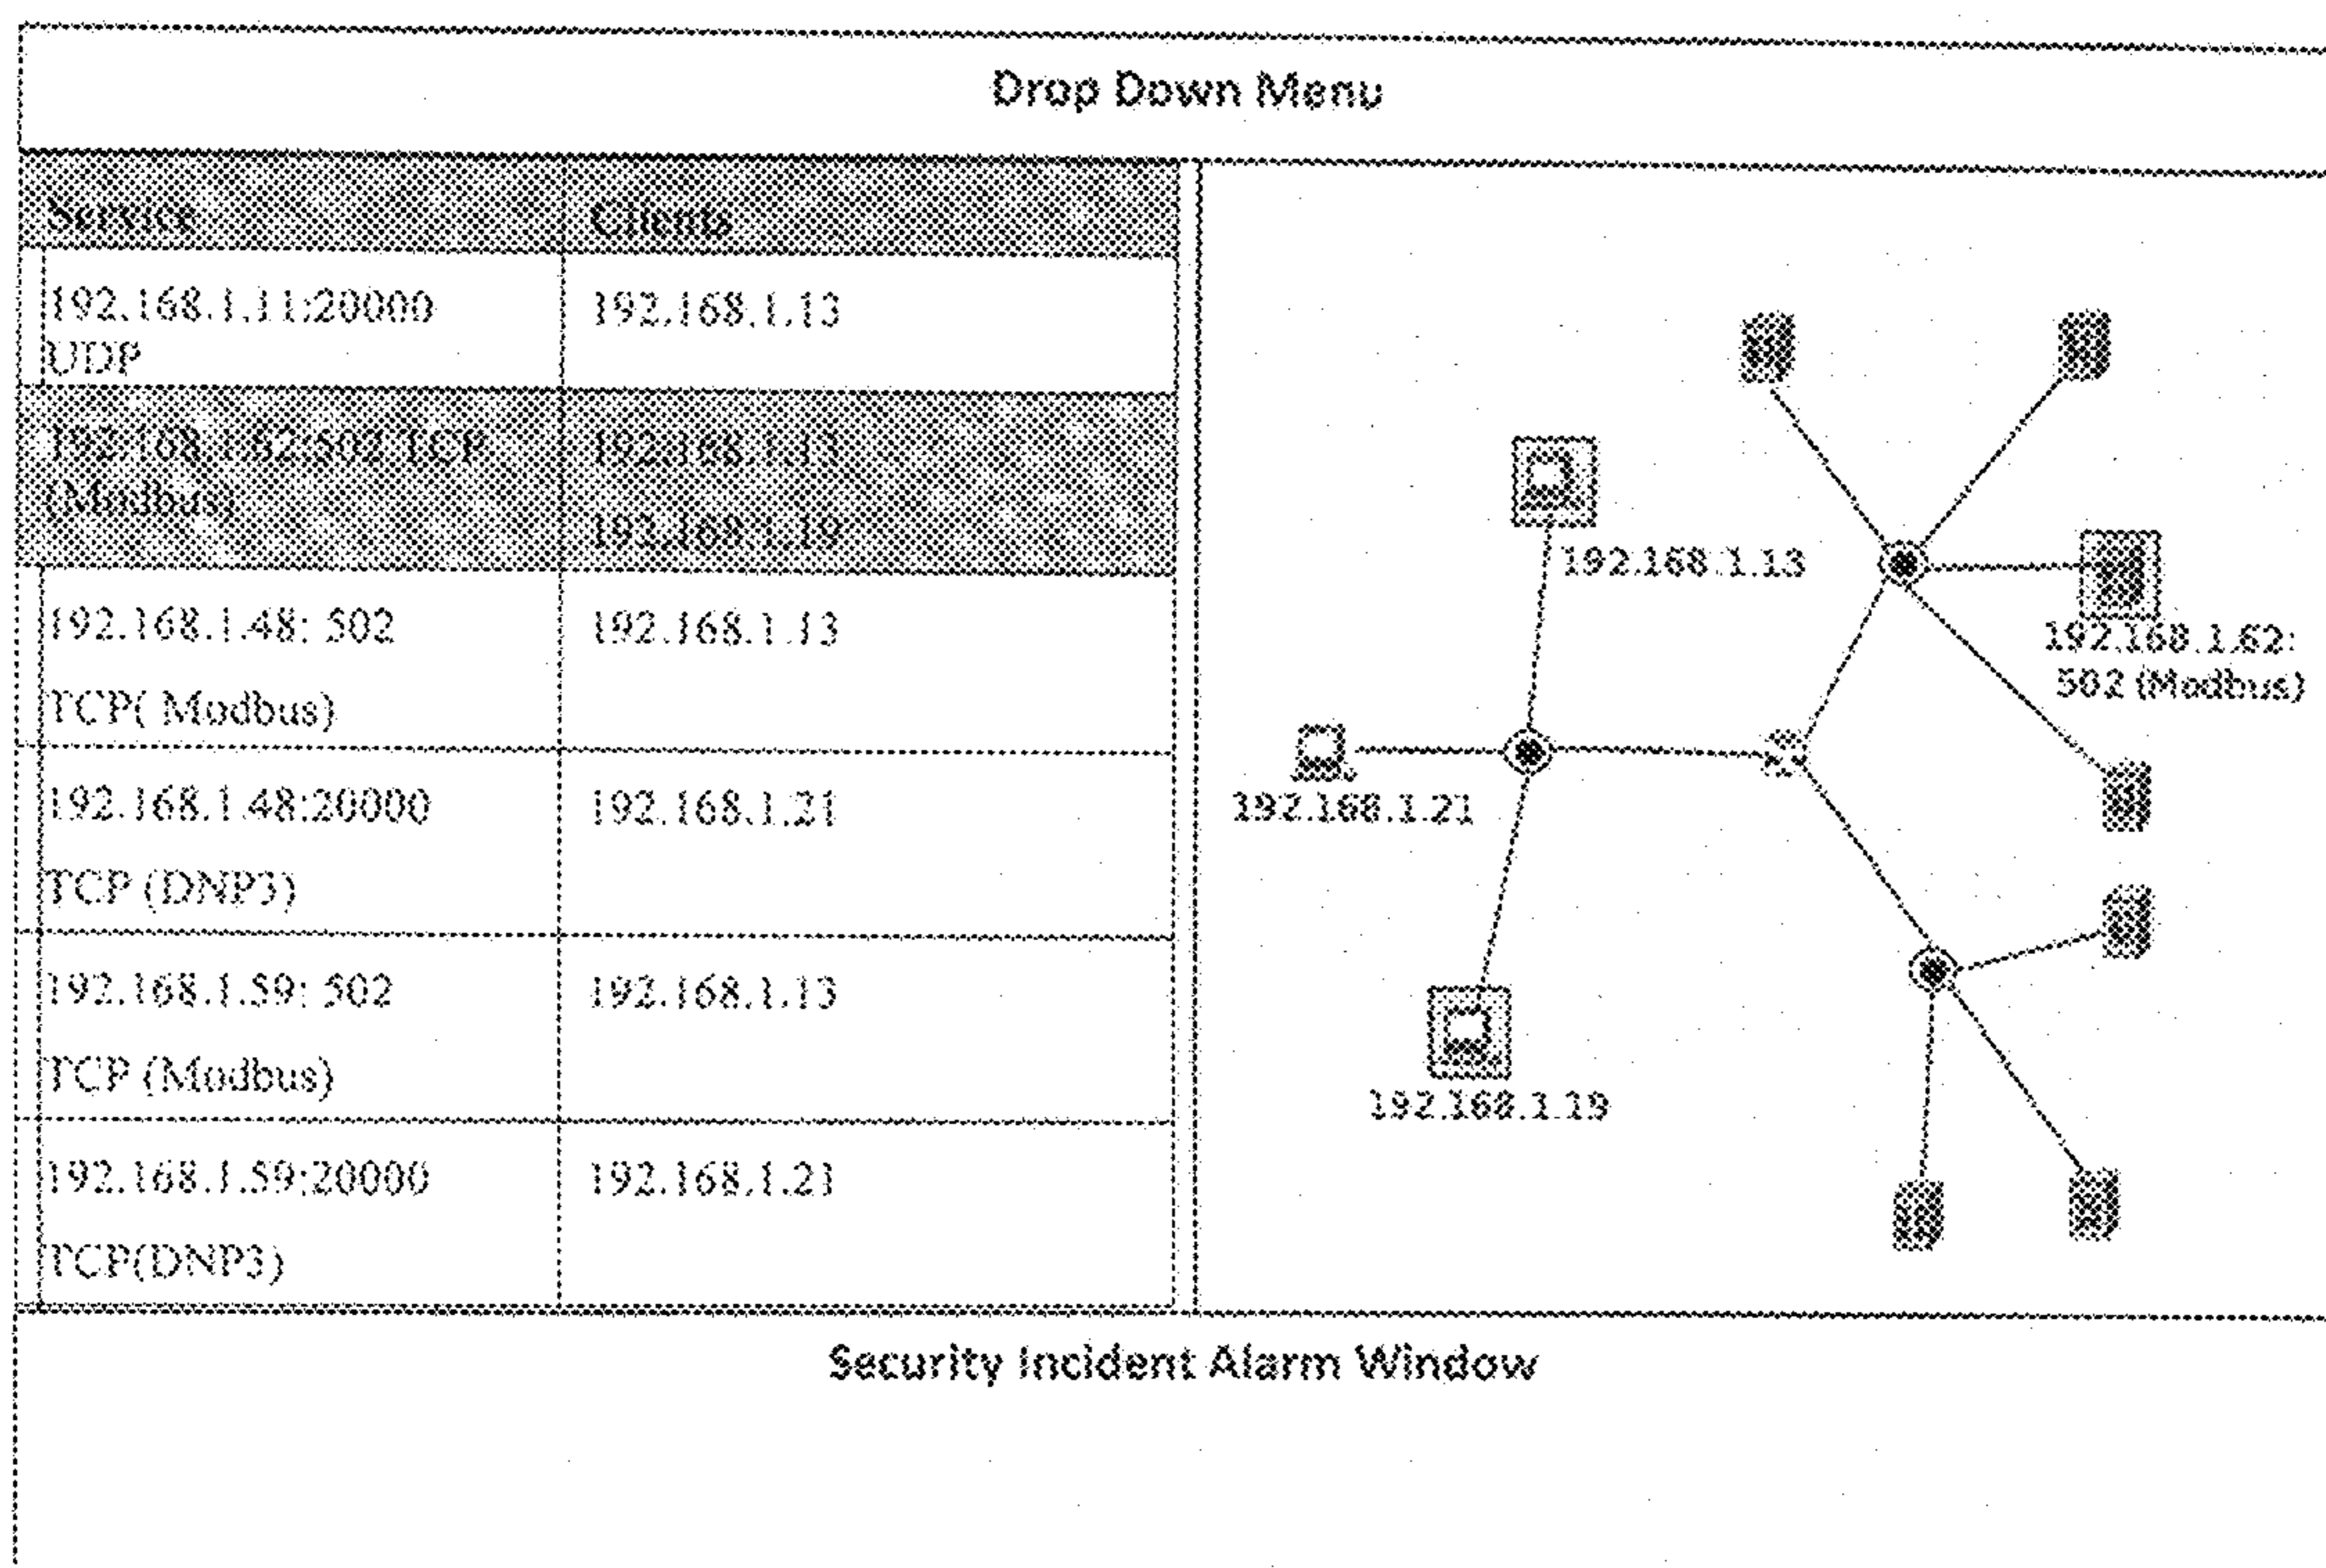 Drop Down Menu
Service
Clients
192.168.1.11:20000
UDP
192.168.1.13
192.168.1.62:502 TCP
(Modbus)
192.168.1.13
192.168.1.19
192.168.1.48: 502
TCP( Modbus)
192.168.1.13
192.168.1.48:20000
TCP (DNP3)
192.168.1.21
192.168.1.59: 502
TCP (Modbus)
192.168.1.13
192.168.1.59:20000
TCP(DNP3)
192.168.1.21
192.168.1.13
192.168.1.62:
502 (Modbus)
192.168.1.21
192.168.1.19
Security Incident Alarm Window